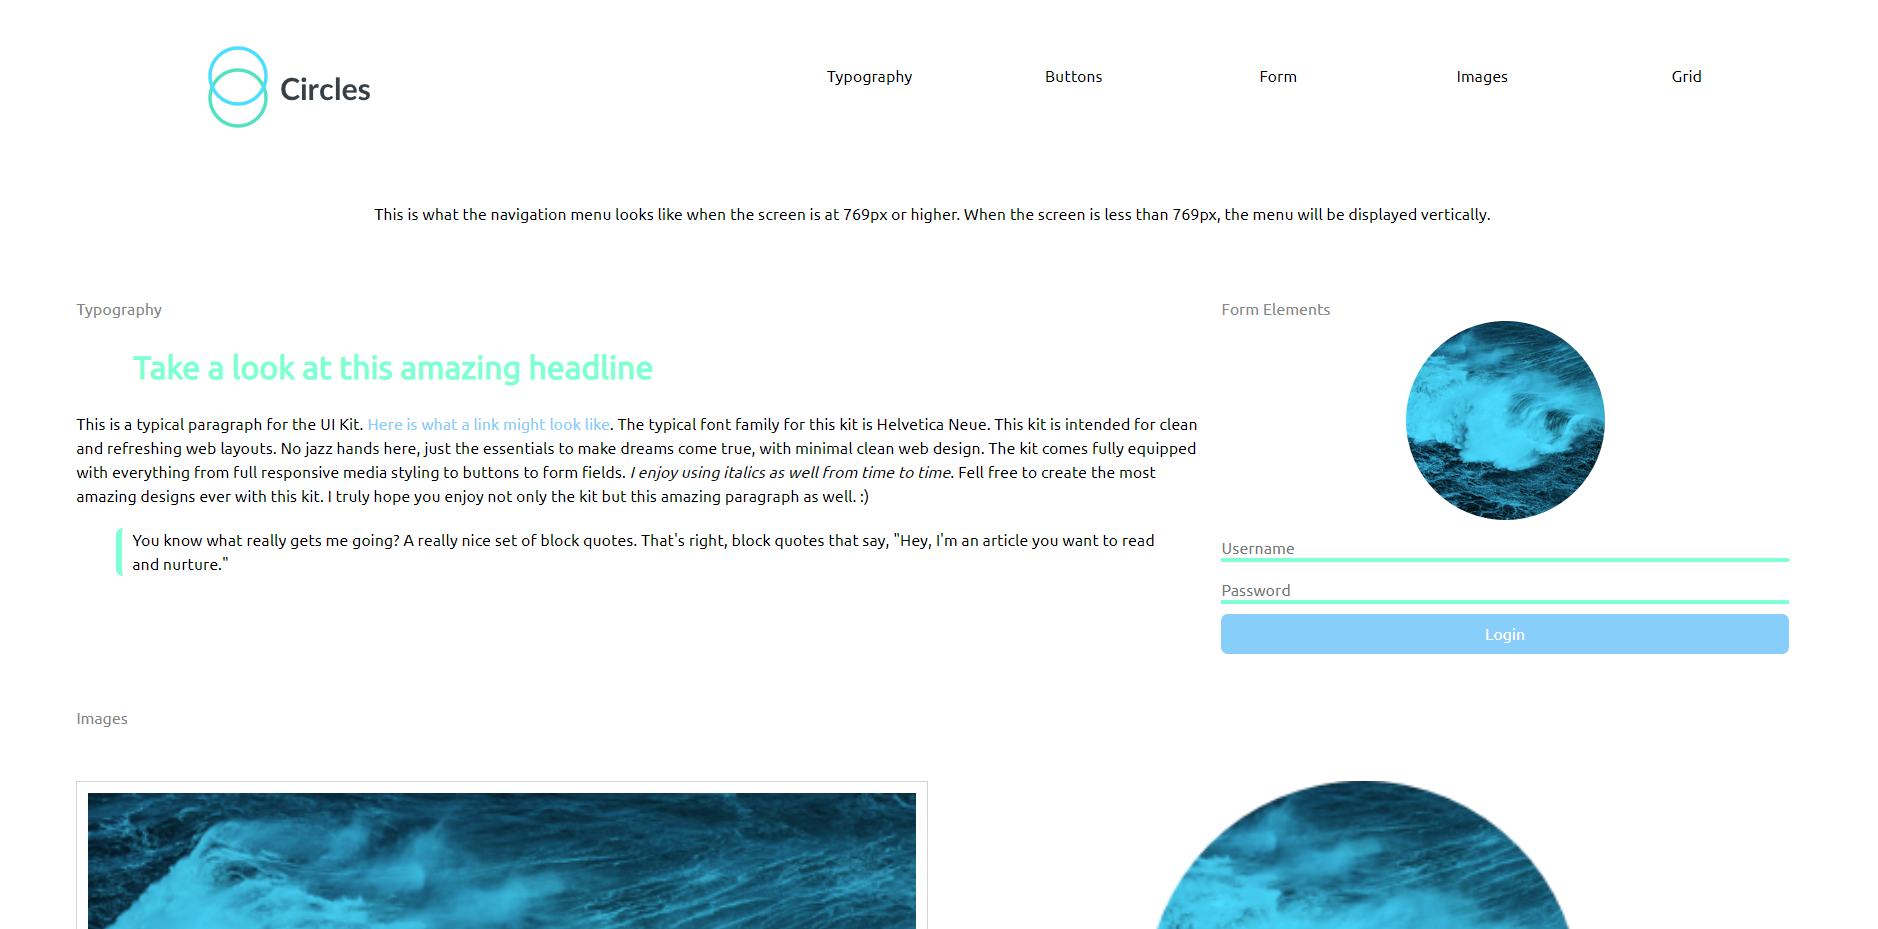 Circles
Typography
Buttons
Form
Images
Grid
This is what the navigation menu looks like when the screen is at 769px or higher. When the screen is less than 769px, the menu will be displayed vertically.
Typography
Take a look at this amazing headline
This is a typical paragraph for the UI Kit. Here is what a link might look like. The typical font family for this kit is Helvetica Neue. This kit is intended for clean
and refreshing web layouts. No jazz hands here, just the essentials to make dreams come true, with minimal clean web design. The kit comes fully equipped
with everything from full responsive media styling to buttons to form fields. I enjoy using italics as well from time to time. Fell free to create the most
amazing designs ever with this kit. I truly hope you enjoy not only the kit but this amazing paragraph as well. :)
You know what really gets me going? A really nice set of block quotes. That's right, block quotes that say, "Hey, I'm an article you want to read
and nurture."
Form Elements
Username
Password
Login
Images